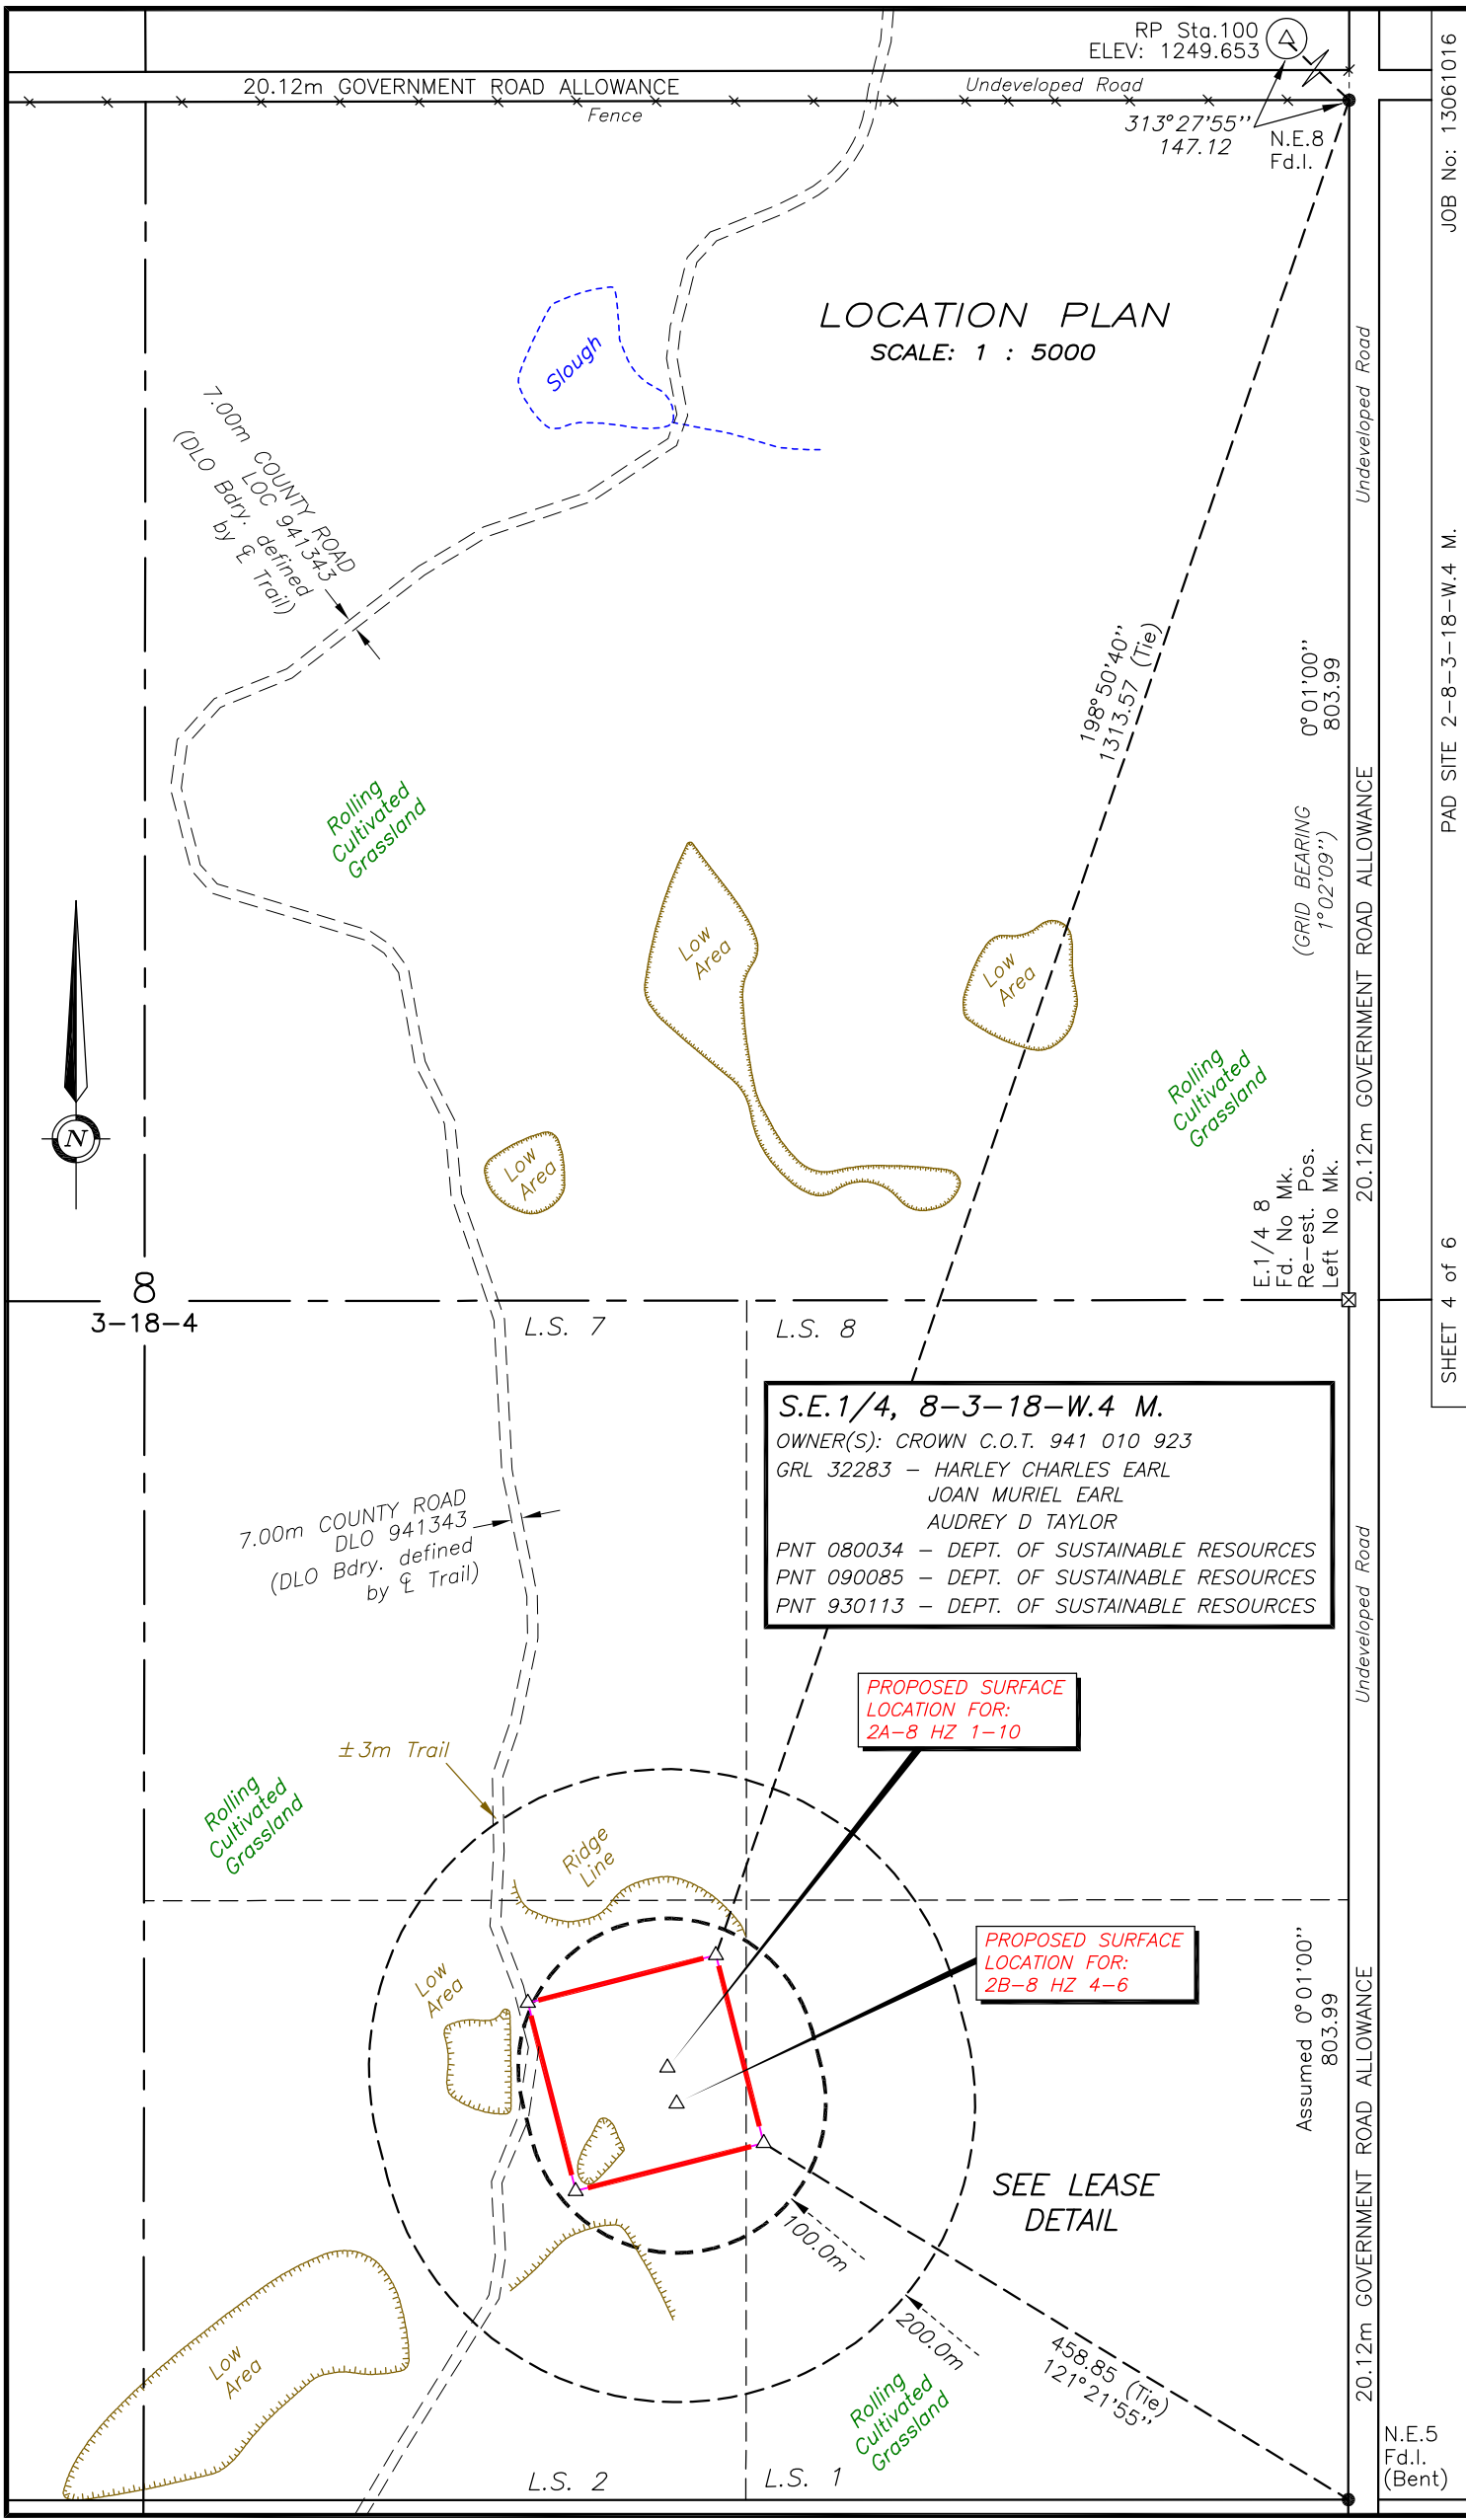 RP Sta.100
ELEV: 1249.653
20.12m GOVERNMENT ROAD ALLOWANCE
Undeveloped Road
Fence
313°27'55''
147.12
N.E.8
Fd.I.
JOB No: 13061016
LOCATION PLAN
SCALE: 1 : 5000
Slough
Undeveloped Road
7.00m COUNTY ROAD
LOC 941343
(DLO Bdry. defined
by ℄ Trail)
PAD SITE 2-8-3-18-W.4 M.
198°50'40''
1313.57 (Tie)
0°01'00''
803.99
(GRID BEARING
1°02'09'')
20.12m GOVERNMENT ROAD ALLOWANCE
Rolling
Cultivated
Grassland
Low
Area
Low
Area
Rolling
Cultivated
Grassland
N
Low
Area
E.1/4 8
Fd. No Mk.
Re-est. Pos.
Left No Mk.
SHEET 4 of 6
8
3-18-4
L.S. 7
L.S. 8
S.E.1/4, 8-3-18-W.4 M.
OWNER(S): CROWN C.O.T. 941 010 923
GRL 32283 - HARLEY CHARLES EARL
JOAN MURIEL EARL
AUDREY D TAYLOR
PNT 080034 - DEPT. OF SUSTAINABLE RESOURCES
PNT 090085 - DEPT. OF SUSTAINABLE RESOURCES
PNT 930113 - DEPT. OF SUSTAINABLE RESOURCES
7.00m COUNTY ROAD
DLO 941343
(DLO Bdry. defined
by ℄ Trail)
Undeveloped Road
PROPOSED SURFACE
LOCATION FOR:
2A-8 HZ 1-10
±3m Trail
Rolling
Cultivated
Grassland
Ridge
Line
PROPOSED SURFACE
LOCATION FOR:
2B-8 HZ 4-6
Low
Area
Assumed 0°01'00''
803.99
20.12m GOVERNMENT ROAD ALLOWANCE
SEE LEASE
DETAIL
100.0m
200.0m
458.85 (Tie)
121°21'55''
Low
Area
Rolling
Cultivated
Grassland
N.E.5
Fd.I.
(Bent)
L.S. 2
L.S. 1